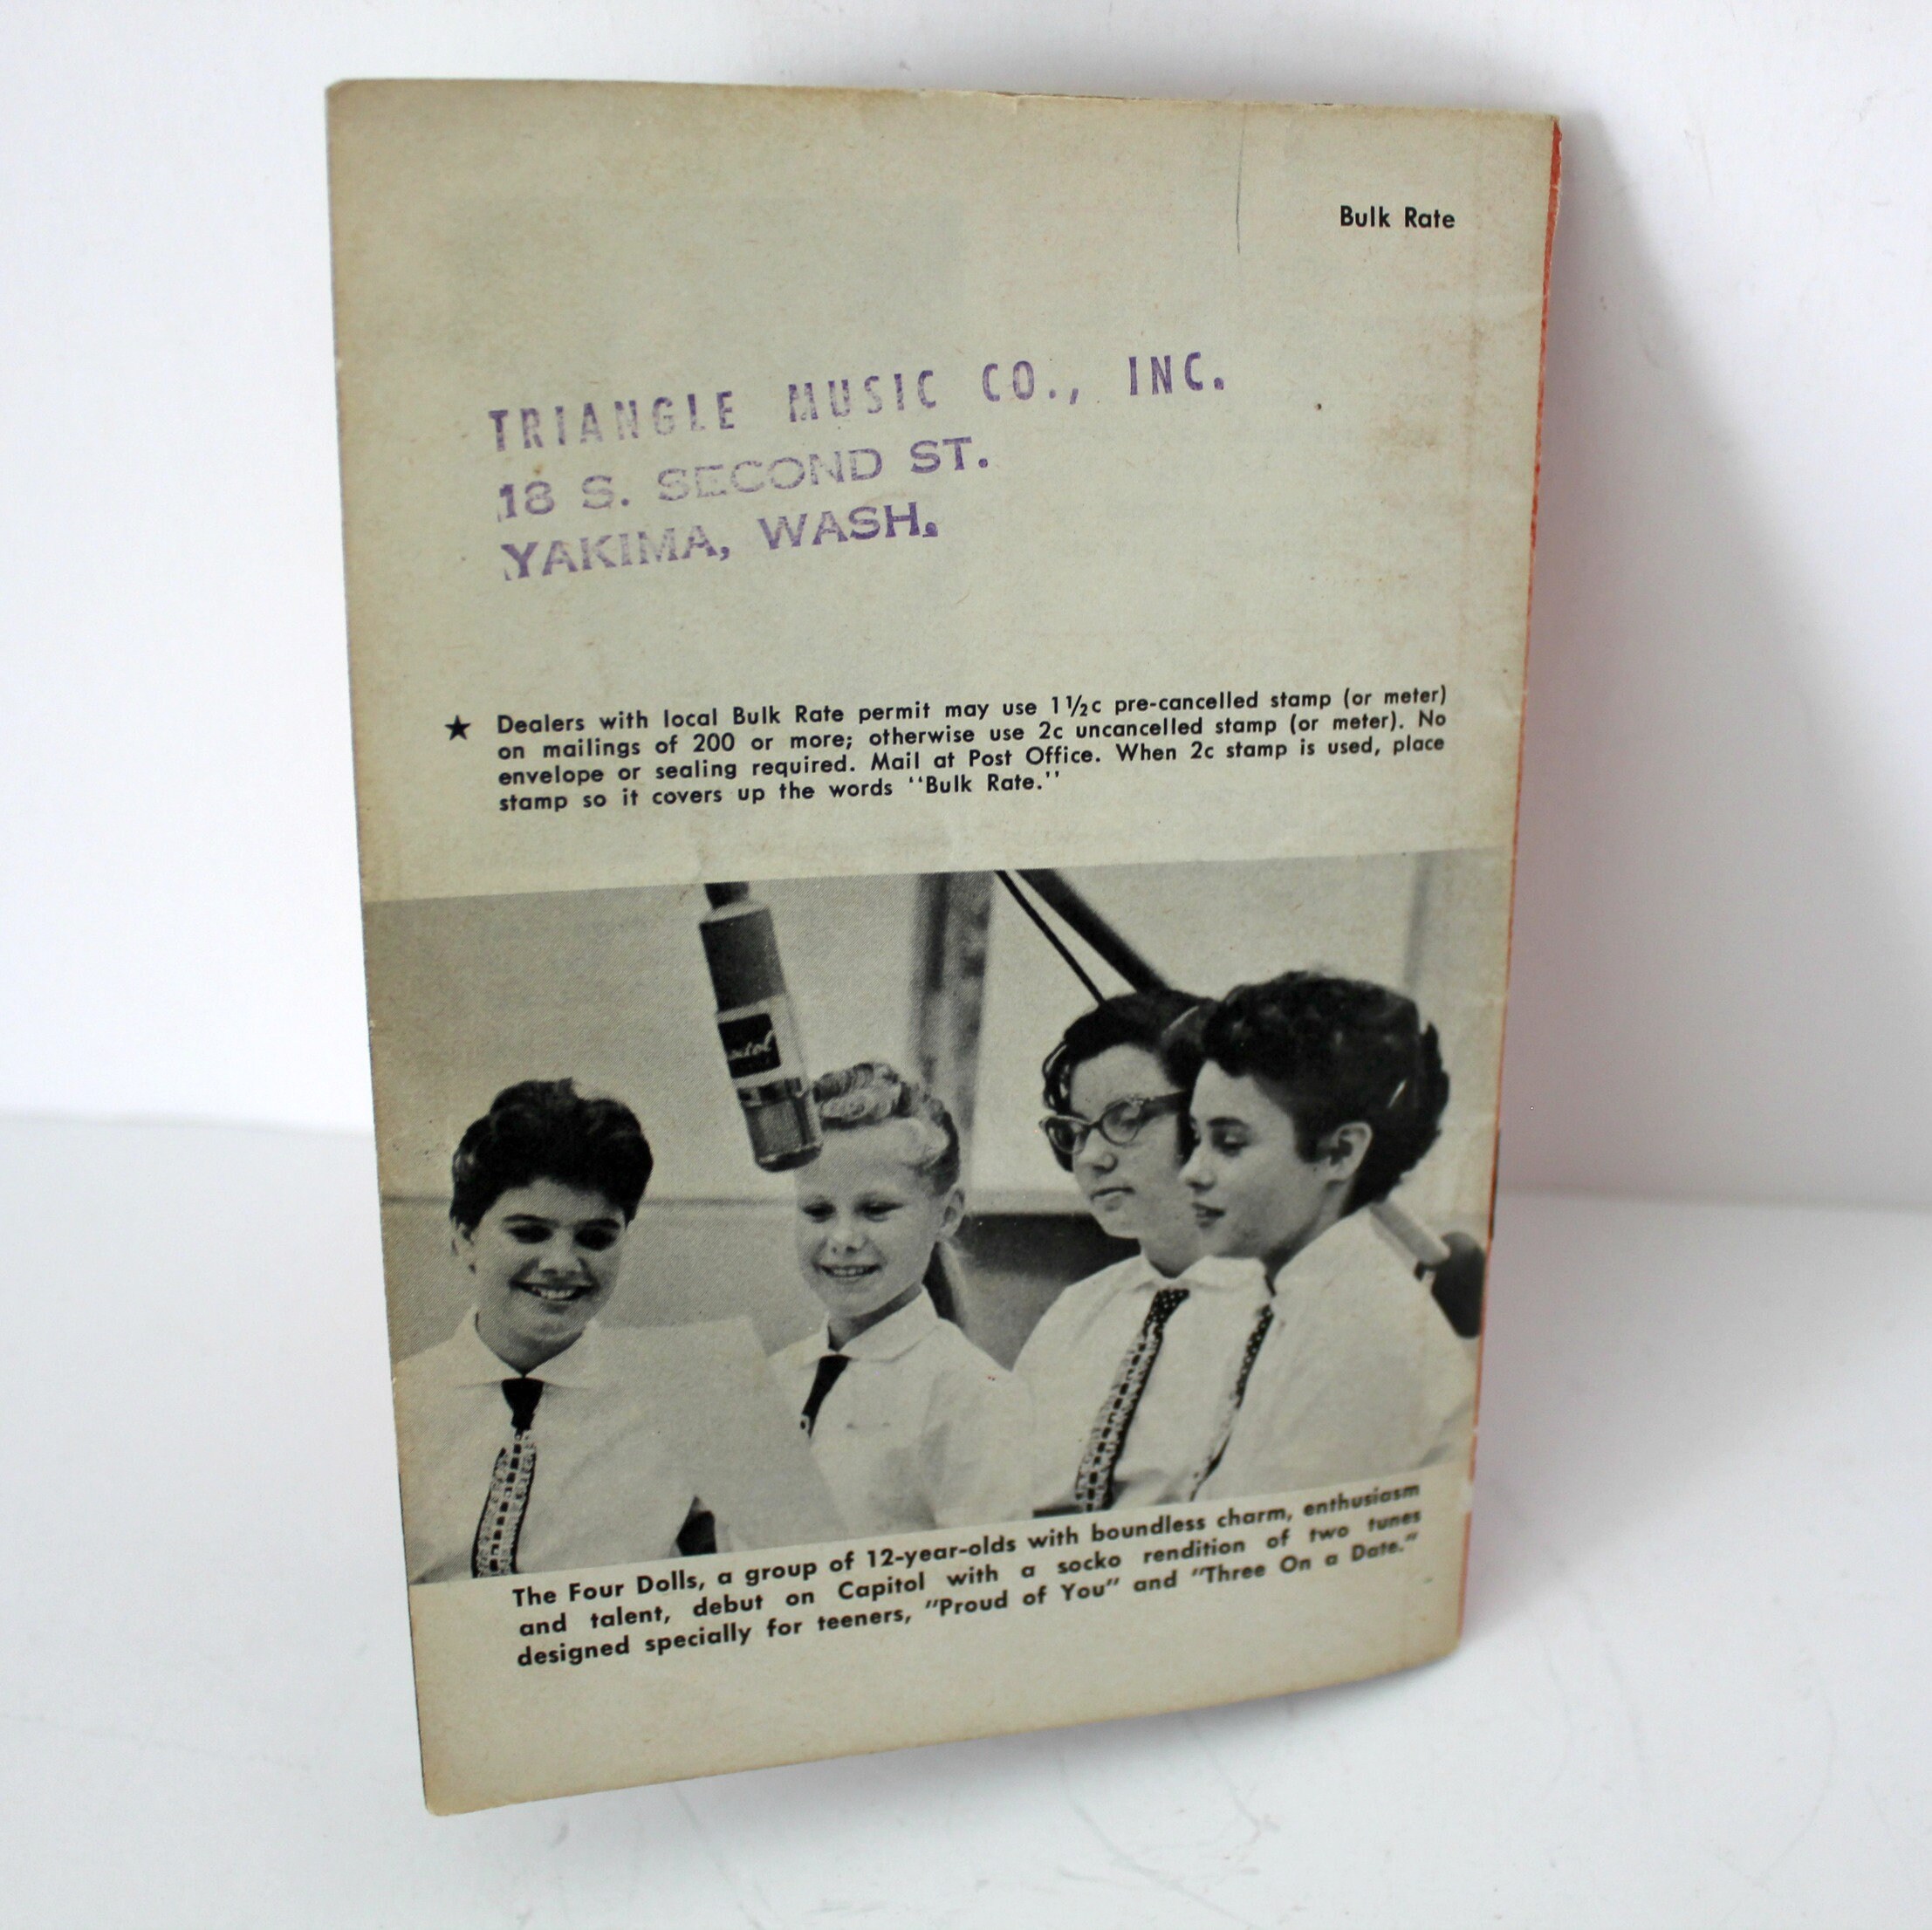 Bulk Rate
TRIANGLE MUSIC CO., INC.
18 S. SECOND ST.
YAKIMA, WASH.
★ Dealers with local Bulk Rate permit may use 1½c pre-cancelled stamp (or meter)
on mailings of 200 or more; otherwise use 2c uncancelled stamp (or meter). No
envelope or sealing required. Mail at Post Office. When 2c stamp is used, place
stamp so it covers up the words ''Bulk Rate.''
The Four Dolls, a group of 12-year-olds with boundless charm, enthusiasm
and talent, debut on Capitol with a socko rendition of two tunes
designed specially for teeners, "Proud of You" and "Three On a Date."